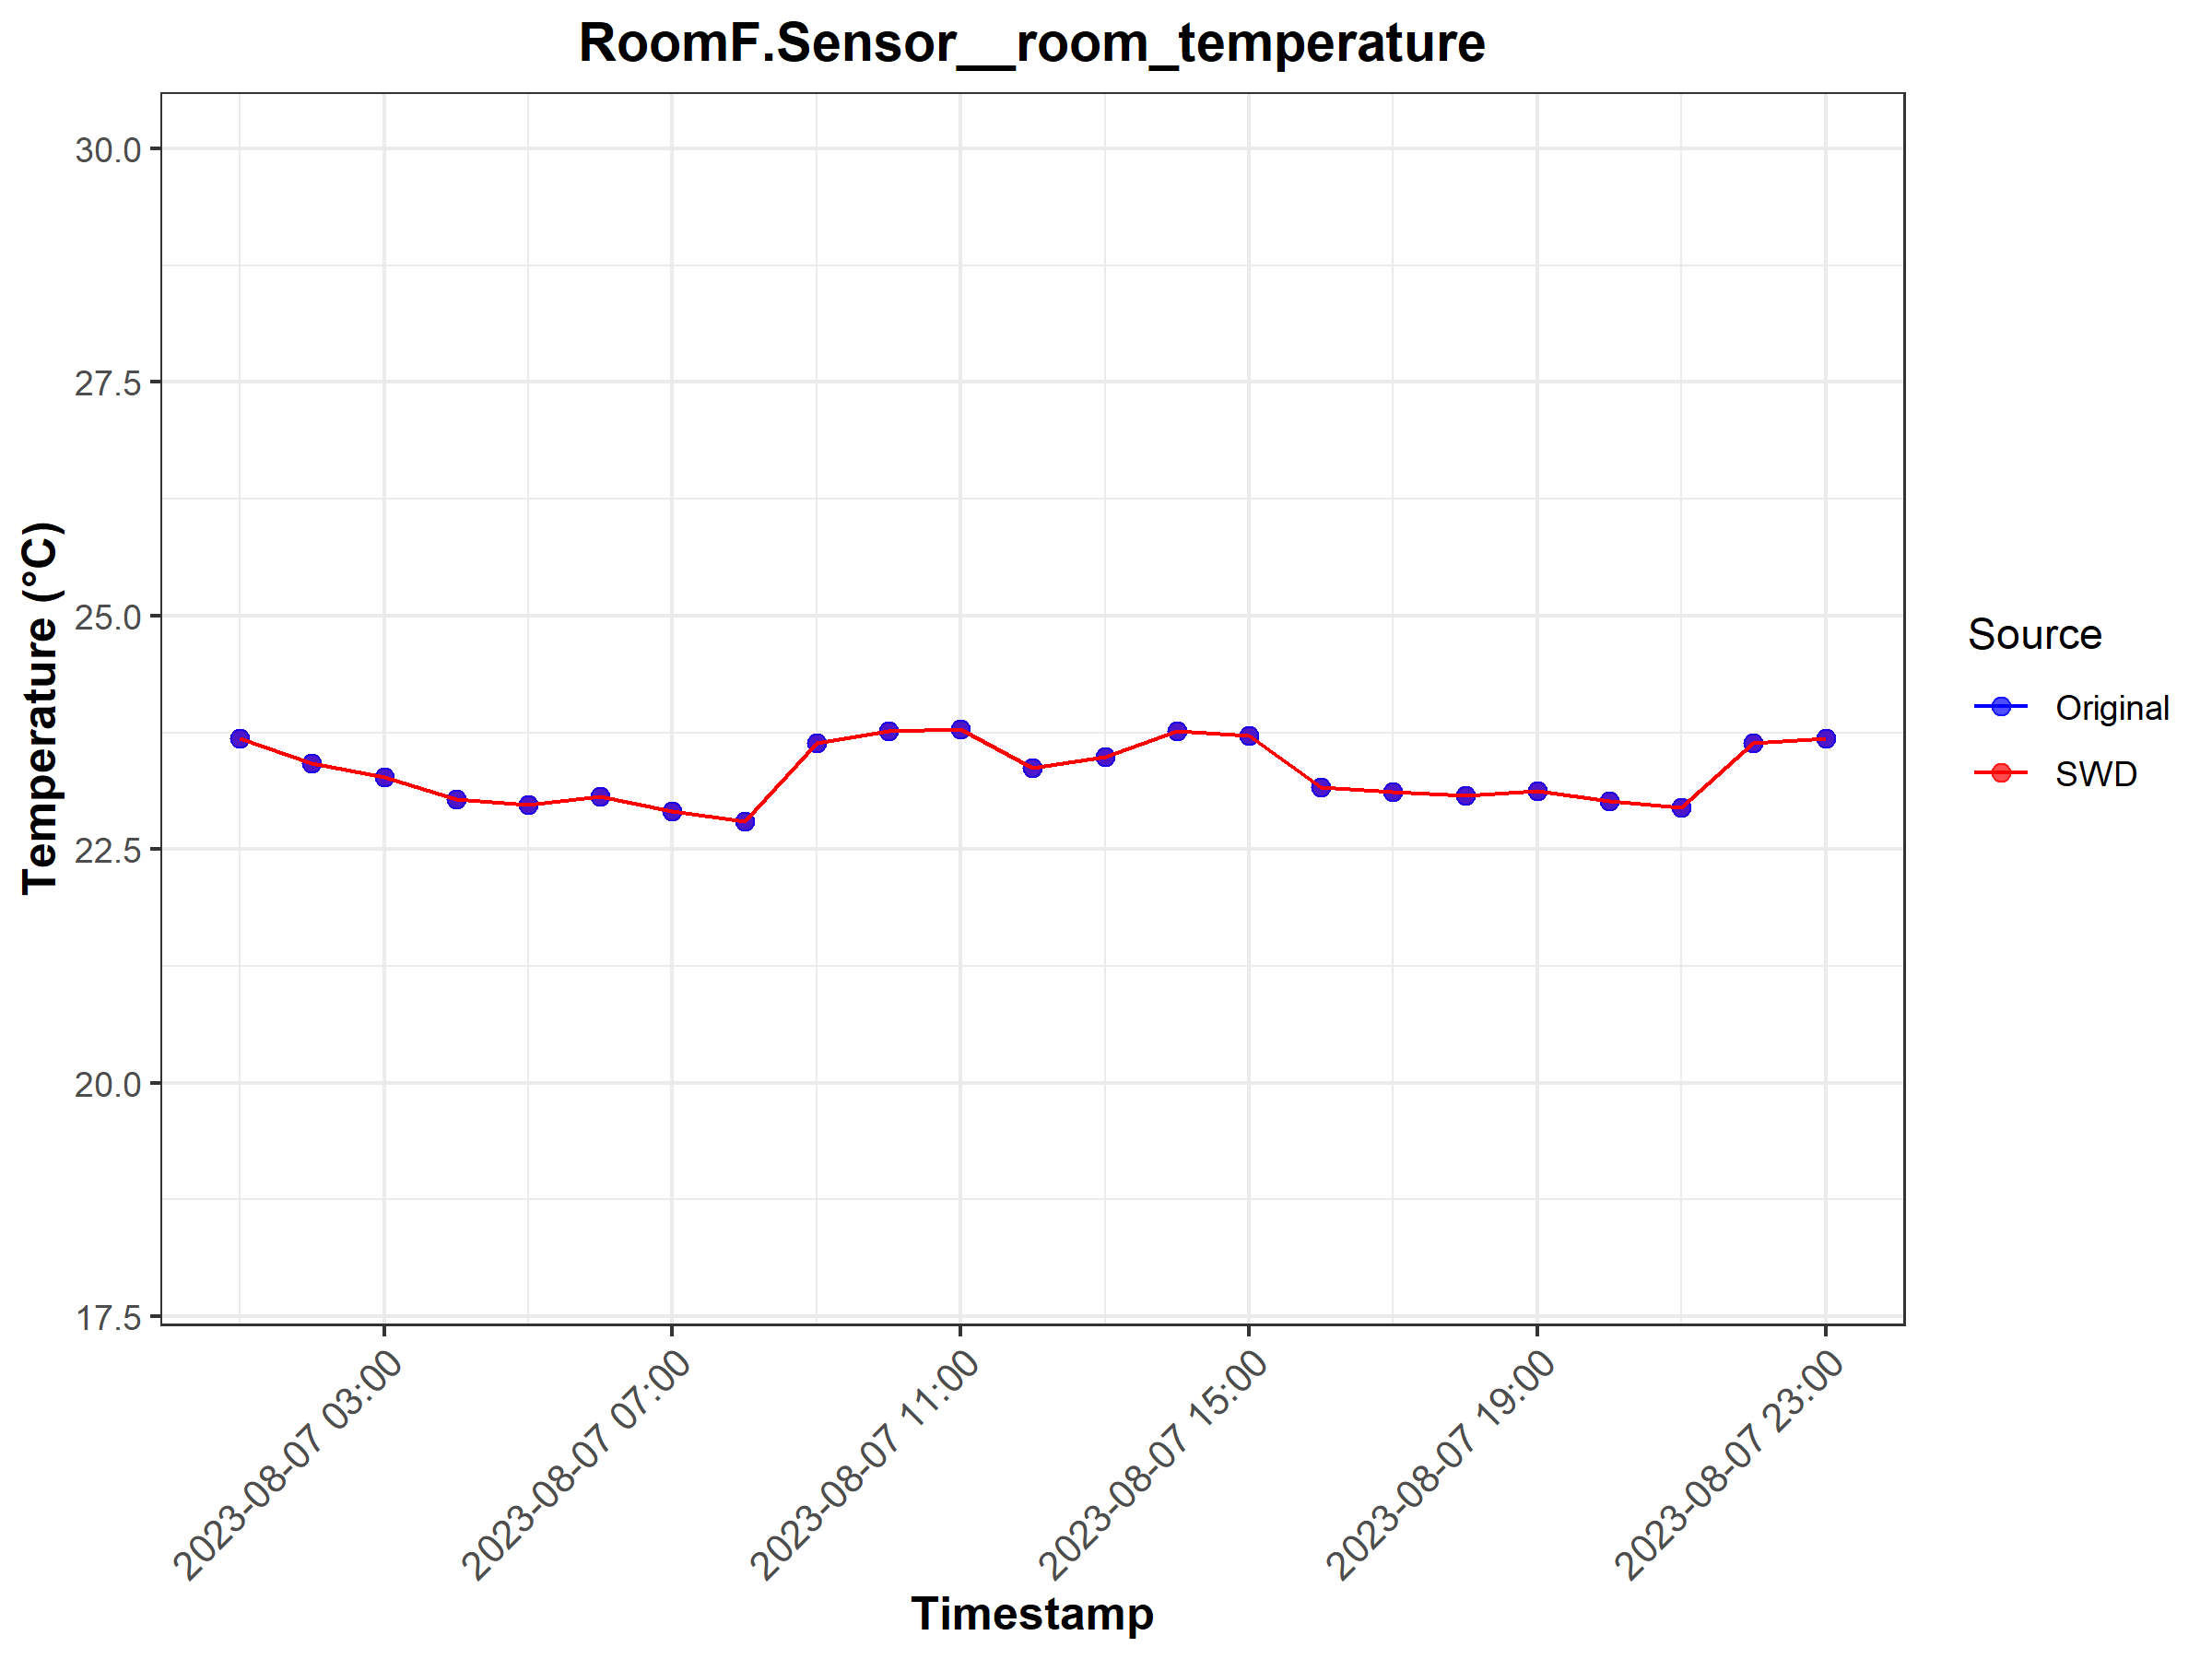 RoomF.Sensor__room_temperature
Temperature (°C)
30.0
27.5
25.0
22.5
20.0
17.5
2023-08-07 03:00
2023-08-07 07:00
2023-08-07 11:00
2023-08-07 15:00
2023-08-07 19:00
2023-08-07 23:00
Timestamp
Source
Original
SWD